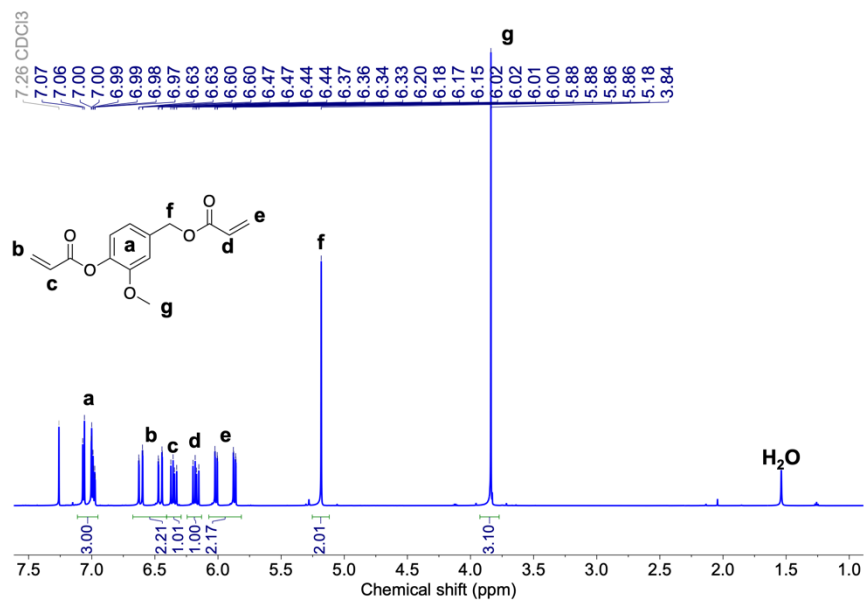 g
7.26 CDCl3
7.07
7.06
7.00
7.00
6.99
6.99
6.98
6.97
6.63
6.63
6.60
6.60
6.47
6.47
6.44
6.44
6.37
6.36
6.34
6.33
6.20
6.18
6.17
6.15
6.02
6.02
6.01
6.00
5.88
5.88
5.86
5.86
5.18
3.84
O
f
e
O
a
O
d
b
c
O
O
g
f
a
b
c
d
e
H2O
3.00
2.21
1.01
1.00
2.17
2.01
3.10
7.5 7.0 6.5 6.0 5.5 5.0 4.5 4.0 3.5 3.0 2.5 2.0 1.5 1.0
Chemical shift (ppm)